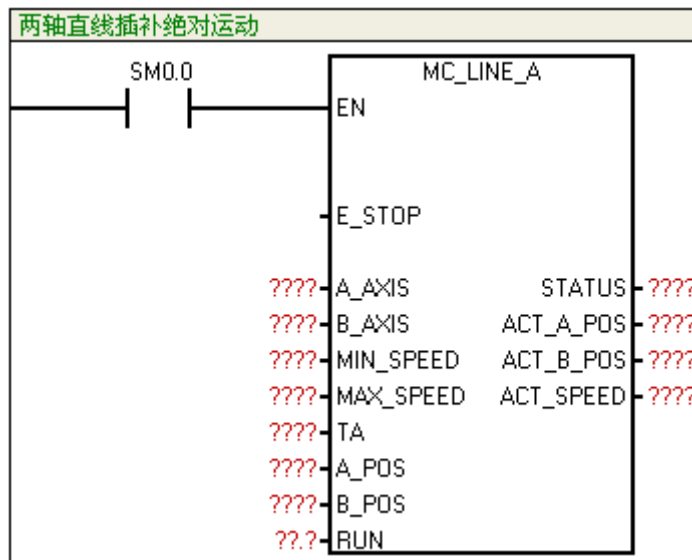 两轴直线插补绝对运动
SM0.0
MC_LINE_A
EN
E_STOP
???? A_AXIS STATUS ????
???? B_AXIS ACT_A_POS ????
???? MIN_SPEED ACT_B_POS ????
???? MAX_SPEED ACT_SPEED ????
???? TA
???? A_POS
???? B_POS
??.? RUN